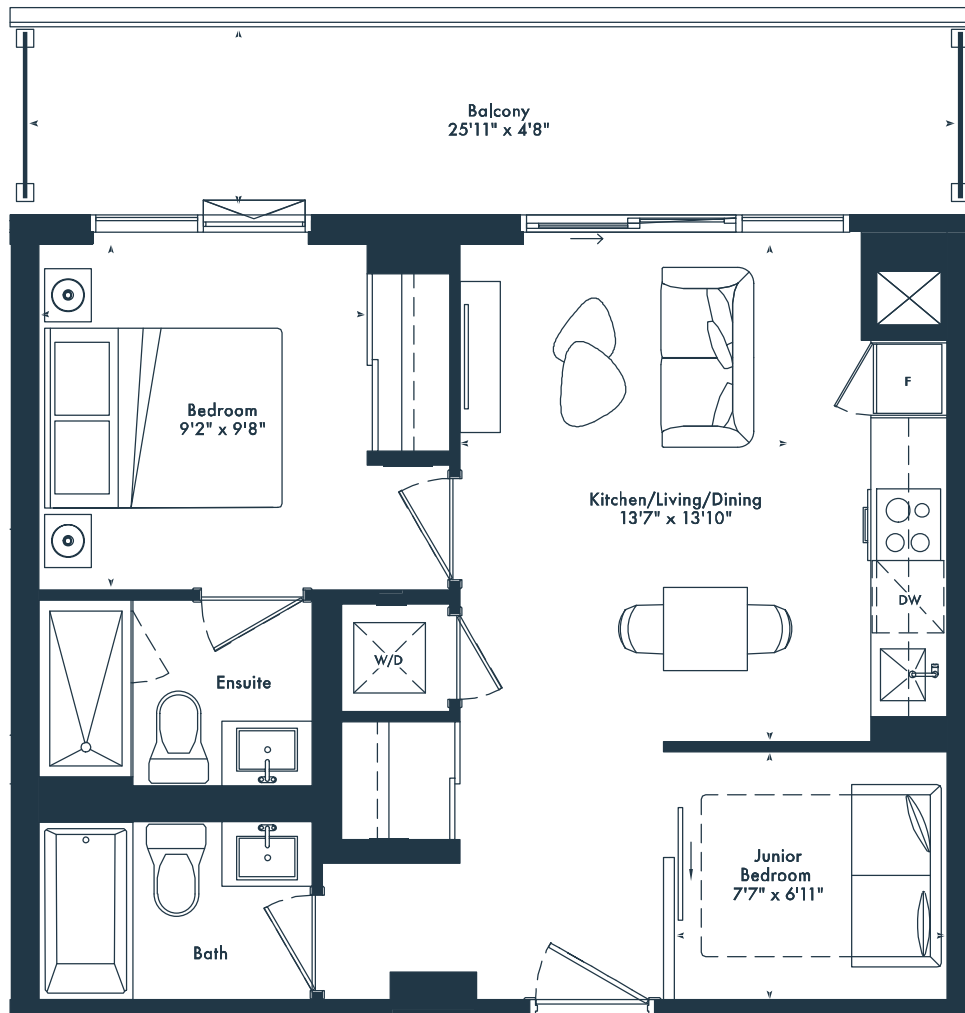 Balcony
25'11" x 4'8"
F
Bedroom
9'2" x 9'8"
Kitchen/Living/Dining
13'7" x 13'10"
DW
W/D
Ensuite
Junior
Bedroom
7'7" x 6'11"
Bath